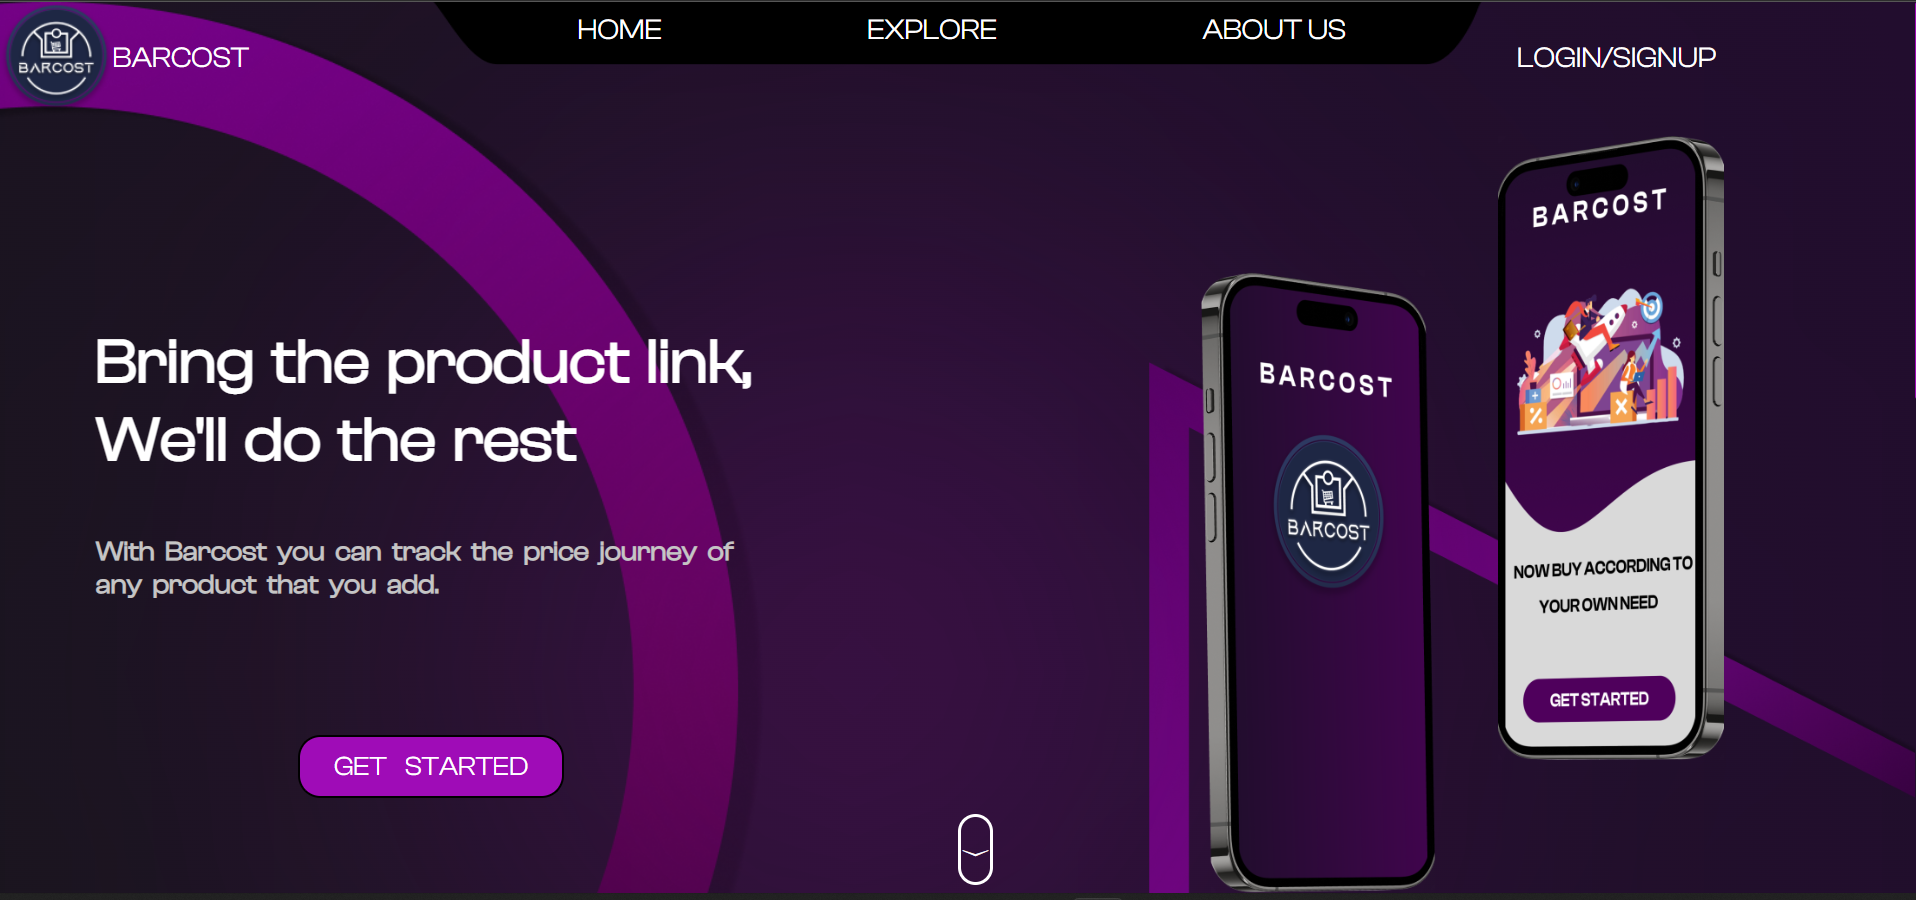 BARCOST
BARCOST
HOME
EXPLORE
ABOUT US
LOGIN/SIGNUP
Bring the product link,
We'll do the rest
With Barcost you can track the price journey of
any product that you add.
GET STARTED
BARCOST
BARCOST
BARCOST
NOW BUY ACCORDING TO
YOUR OWN NEED
GET STARTED